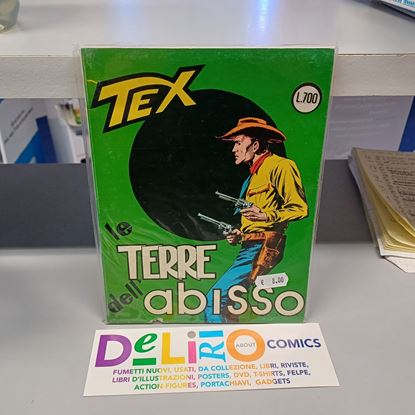 TEX
L.700
le
TERRE
dell'
abisso
€ 8.00
DeLiRiO
ABOUT
COMICS
FUMETTI NUOVI, USATI, DA COLLEZIONE, LIBRI, RIVISTE,
LIBRI D'ILLUSTRAZIONI, POSTERS, DVD, T-SHIRTS, FELPE,
ACTION FIGURES, PORTACHIAVI, GADGETS